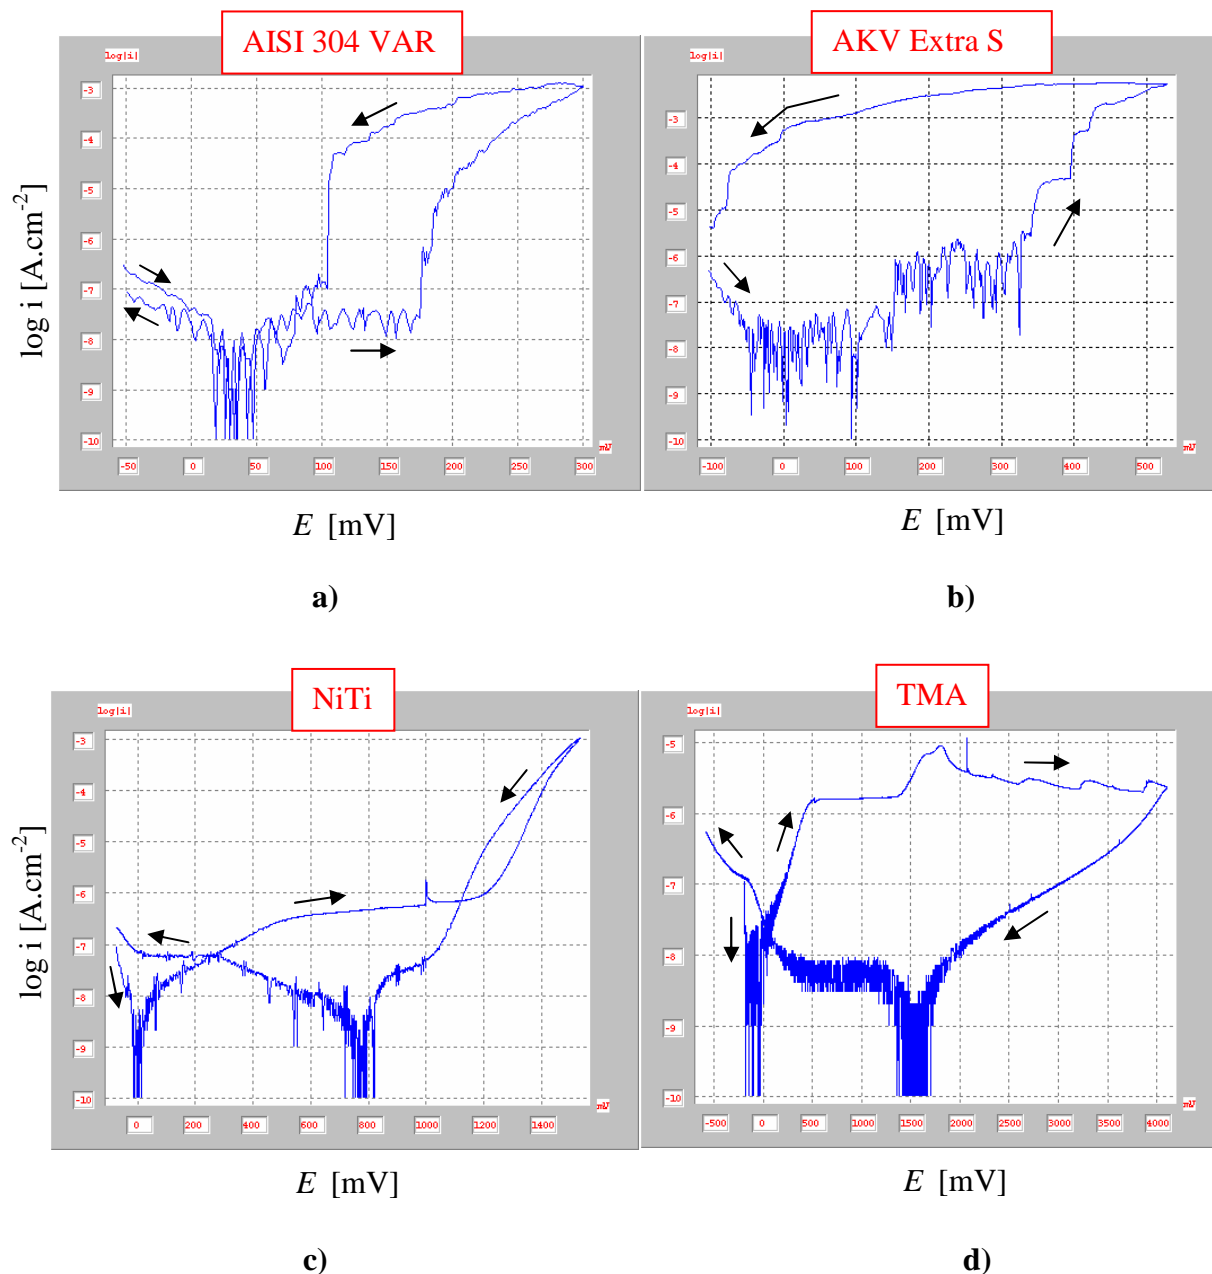 AISI 304 VAR
log|i|
-3
-4
-5
-6
-7
-8
-9
-10
mV
-50 0 50 100 150 200 250 300
log i [A.cm-2]
E [mV]
a)
AKV Extra S
log|i|
-3
-4
-5
-6
-7
-8
-9
-10
mV
-100 0 100 200 300 400 500
E [mV]
b)
NiTi
log|i|
-3
-4
-5
-6
-7
-8
-9
-10
mV
0 200 400 600 800 1000 1200 1400
log i [A.cm-2]
E [mV]
c)
TMA
log|i|
-5
-6
-7
-8
-9
-10
mV
-500 0 500 1000 1500 2000 2500 3000 3500 4000
E [mV]
d)